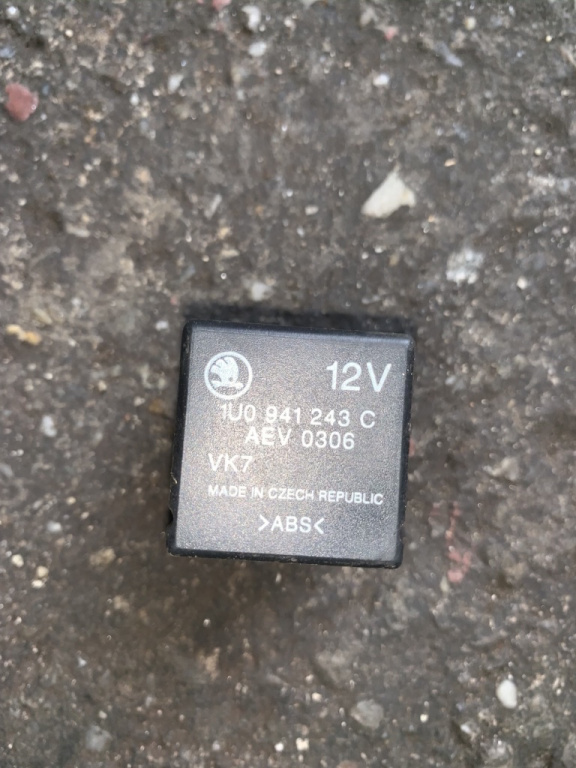 12V
1U0 941 243 C
AEV 0306
VK7
MADE IN CZECH REPUBLIC
>ABS<